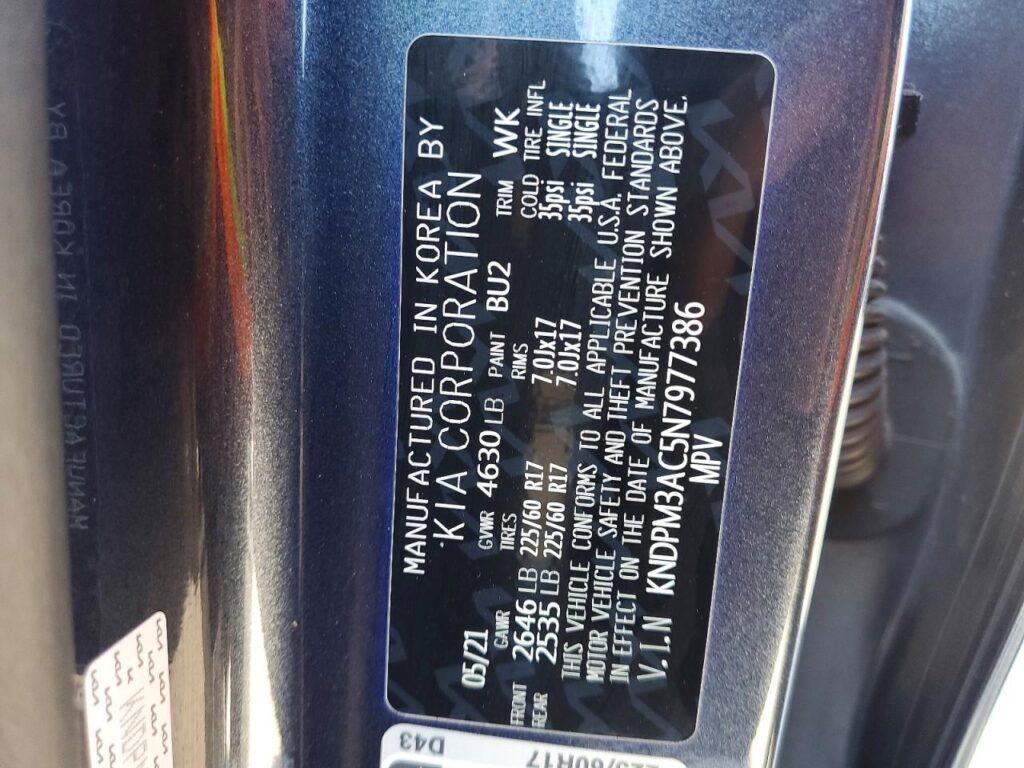 MANUFACTURED IN KOREA BY
05/21 KIA CORPORATION
GVWR 4630 LB PAINT BU2 TRIM WK
GAWR TIRES RIMS COLD TIRE INFL
FRONT 2646 LB 225/60 R17 7.0Jx17 35psi SINGLE
REAR 2535 LB 225/60 R17 7.0Jx17 35psi SINGLE
THIS VEHICLE CONFORMS TO ALL APPLICABLE U.S.A. FEDERAL
MOTOR VEHICLE SAFETY AND THEFT PREVENTION STANDARDS
IN EFFECT ON THE DATE OF MANUFACTURE SHOWN ABOVE.
V.I.N KNDPM3AC5N7977386
MPV
D43
225/60R17